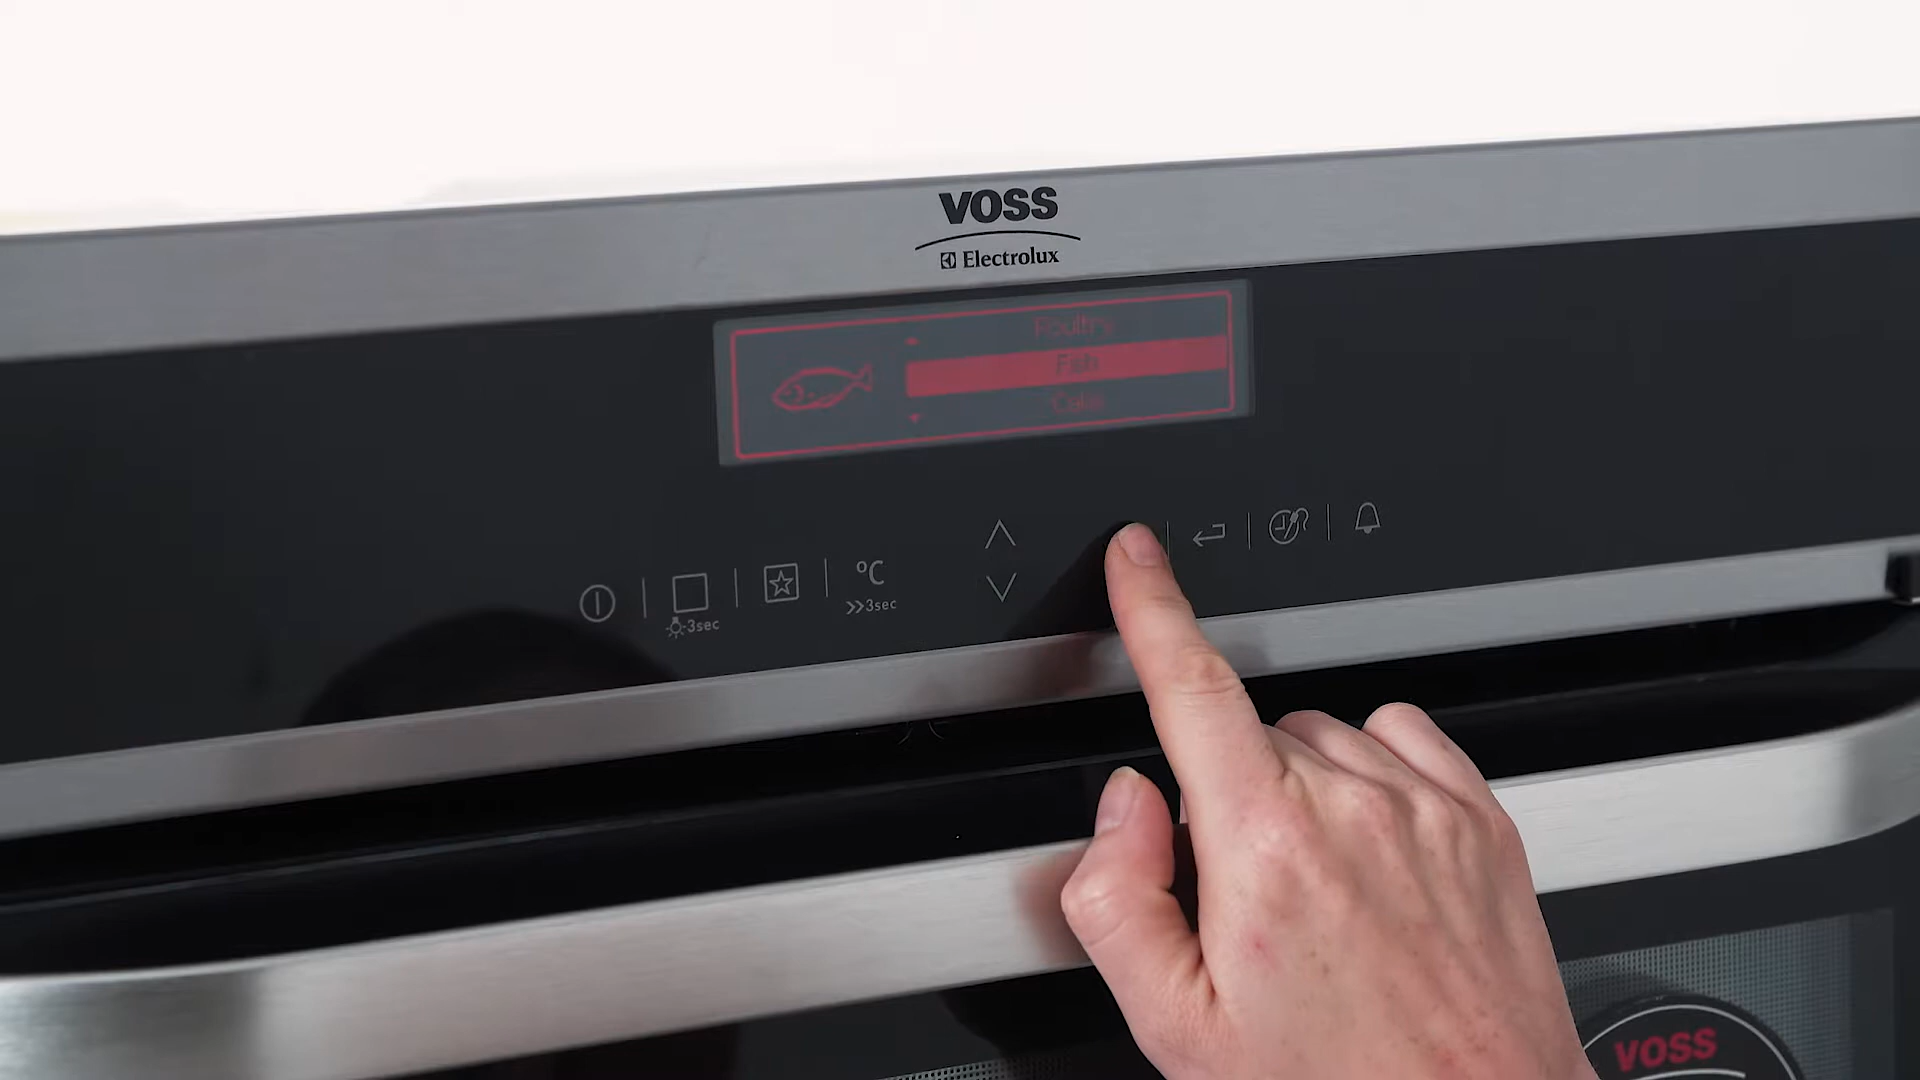 VOSS
Electrolux
Poultry
Fish
Cake
°C
3sec
3sec
VOSS